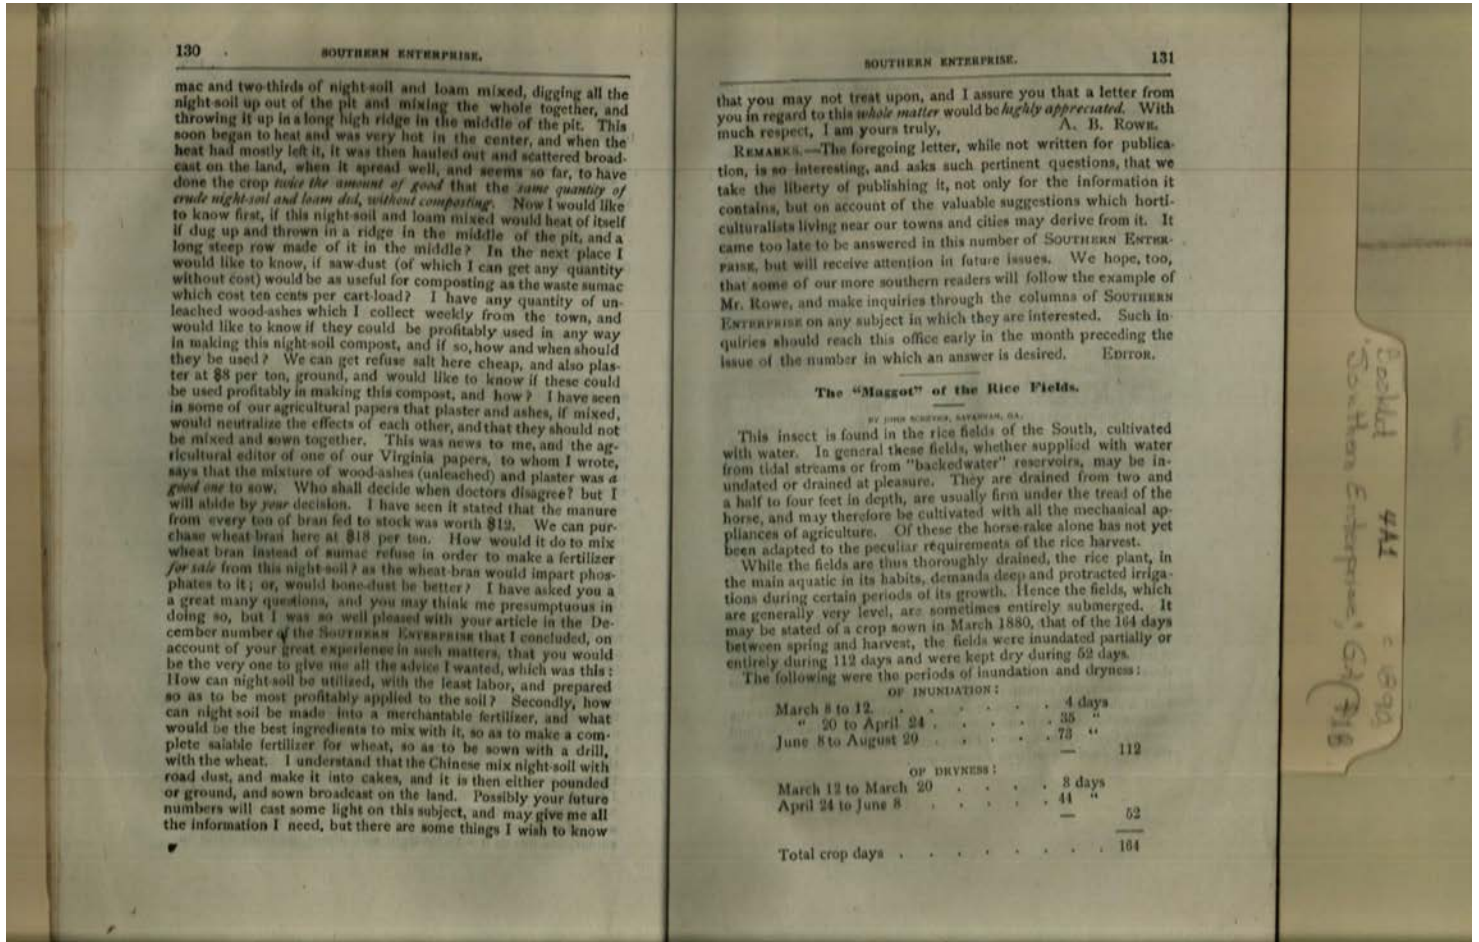 130
SOUTHERN ENTERPRISE.
mac and two-thirds of night-soil and loam mixed, digging all the
night-soil up out of the pit and mixing the whole together, and
throwing it up in a long high ridge in the middle of the pit. This
soon began to heat and was very hot in the center, and when the
heat had mostly left it, it was then hauled out and scattered broad-
cast on the land, when it spread well, and seems so far, to have
done the crop twice the amount of good that the same quantity of
crude night-soil and loam did, without composting. Now I would like
to know first, if this night-soil and loam mixed would heat of itself
if dug up and thrown in a ridge in the middle of the pit, and a
long steep row made of it in the middle? In the next place I
would like to know, if saw-dust (of which I can get any quantity
without cost) would be as useful for composting as the waste sumac
which cost ten cents per cart-load? I have any quantity of un-
leached wood-ashes which I collect weekly from the town, and
would like to know if they could be profitably used in any way
in making this night-soil compost, and if so, how and when should
they be used? We can get refuse salt here cheap, and also plas-
ter at $8 per ton, ground, and would like to know if these could
be used profitably in making this compost, and how? I have seen
in some of our agricultural papers that plaster and ashes, if mixed,
would neutralize the effects of each other, and that they should not
be mixed and sown together. This was news to me, and the ag-
ricultural editor of one of our Virginia papers, to whom I wrote,
says that the mixture of wood-ashes (unleached) and plaster was a
good one to sow. Who shall decide when doctors disagree? but I
will abide by your decision. I have seen it stated that the manure
from every ton of bran fed to stock was worth $12. We can pur-
chase wheat bran here at $18 per ton. How would it do to mix
wheat bran instead of sumac refuse in order to make a fertilizer
for sale from this night-soil? as the wheat-bran would impart phos-
phates to it; or, would bone-dust be better? I have asked you a
a great many questions, and you may think me presumptuous in
doing so, but I was so well pleased with your article in the De-
cember number of the SOUTHERN ENTERPRISE that I concluded, on
account of your great experience in such matters, that you would
be the very one to give me all the advice I wanted, which was this:
How can night-soil be utilized, with the least labor, and prepared
so as to be most profitably applied to the soil? Secondly, how
can night soil be made into a merchantable fertilizer, and what
would be the best ingredients to mix with it, so as to make a com-
plete salable fertilizer for wheat, so as to be sown with a drill,
with the wheat. I understand that the Chinese mix night-soil with
road dust, and make it into cakes, and it is then either pounded
or ground, and sown broadcast on the land. Possibly your future
numbers will cast some light on this subject, and may give me all
the information I need, but there are some things I wish to know
SOUTHERN ENTERPRISE.
131
that you may not treat upon, and I assure you that a letter from
you in regard to this whole matter would be highly appreciated. With
much respect, I am yours truly, A. B. ROWE.
REMARKS.—The foregoing letter, while not written for publica-
tion, is so interesting, and asks such pertinent questions, that we
take the liberty of publishing it, not only for the information it
contains, but on account of the valuable suggestions which horti-
culturalists living near our towns and cities may derive from it. It
came too late to be answered in this number of SOUTHERN ENTER-
PRISE, but will receive attention in future issues. We hope, too,
that some of our more southern readers will follow the example of
Mr. Rowe, and make inquiries through the columns of SOUTHERN
ENTERPRISE on any subject in which they are interested. Such in-
quiries should reach this office early in the month preceding the
issue of the number in which an answer is desired. EDITOR.
The "Maggot" of the Rice Fields.
BY JOHN SCREVEN, SAVANNAH, GA.
This insect is found in the rice fields of the South, cultivated
with water. In general these fields, whether supplied with water
from tidal streams or from "backedwater" reservoirs, may be in-
undated or drained at pleasure. They are drained from two and
a half to four feet in depth, are usually firm under the tread of the
horse, and may therefore be cultivated with all the mechanical ap-
pliances of agriculture. Of these the horse-rake alone has not yet
been adapted to the peculiar requirements of the rice harvest.
While the fields are thus thoroughly drained, the rice plant, in
the main aquatic in its habits, demands deep and protracted irriga-
tions during certain periods of its growth. Hence the fields, which
are generally very level, are sometimes entirely submerged. It
may be stated of a crop sown in March 1880, that of the 164 days
between spring and harvest, the fields were inundated partially or
entirely during 112 days and were kept dry during 52 days.
The following were the periods of inundation and dryness:
OF INUNDATION:
March 8 to 12. . . . . . . 4 days
" 20 to April 24 . . . . . 35 "
June 8 to August 20 . . . . 73 "
112
OF DRYNESS:
March 12 to March 20 . . . . 8 days
April 24 to June 8 . . . . . 44 "
52
Total crop days . . . . . . . . 164
Booklet 4A1
"Southern Enterprise," GA